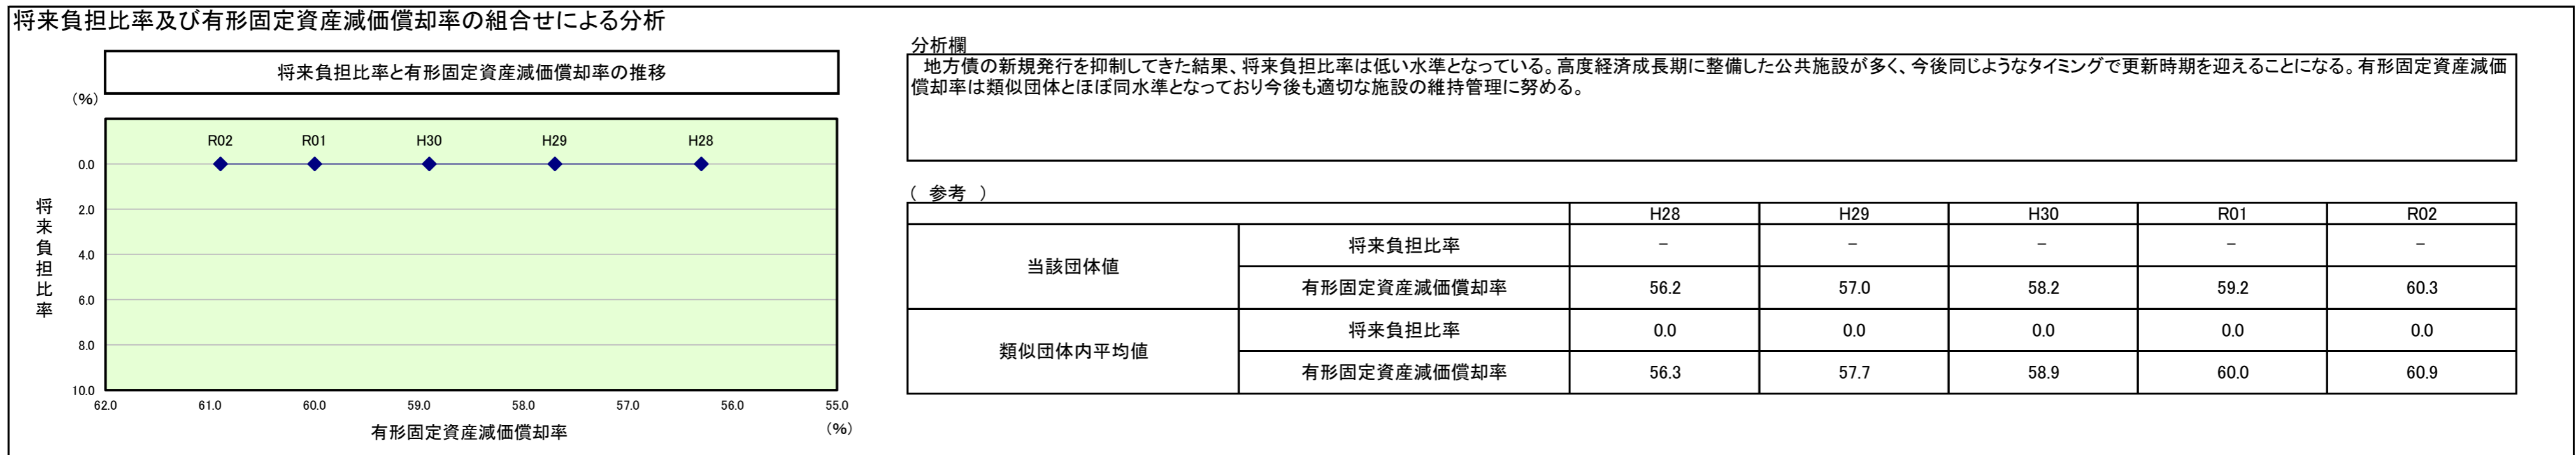 将来負担比率及び有形固定資産減価償却率の組合せによる分析
将来負担比率と有形固定資産減価償却率の推移
(%)
R02 R01 H30 H29 H28
0.0
2.0
4.0
6.0
8.0
10.0
将来負担比率
62.0 61.0 60.0 59.0 58.0 57.0 56.0 55.0
有形固定資産減価償却率
(%)
分析欄
地方債の新規発行を抑制してきた結果、将来負担比率は低い水準となっている。高度経済成長期に整備した公共施設が多く、今後同じようなタイミングで更新時期を迎えることになる。有形固定資産減価
償却率は類似団体とほぼ同水準となっており今後も適切な施設の維持管理に努める。
( 参考 )
H28 H29 H30 R01 R02
当該団体値
将来負担比率 － － － － －
有形固定資産減価償却率 56.2 57.0 58.2 59.2 60.3
類似団体内平均値
将来負担比率 0.0 0.0 0.0 0.0 0.0
有形固定資産減価償却率 56.3 57.7 58.9 60.0 60.9